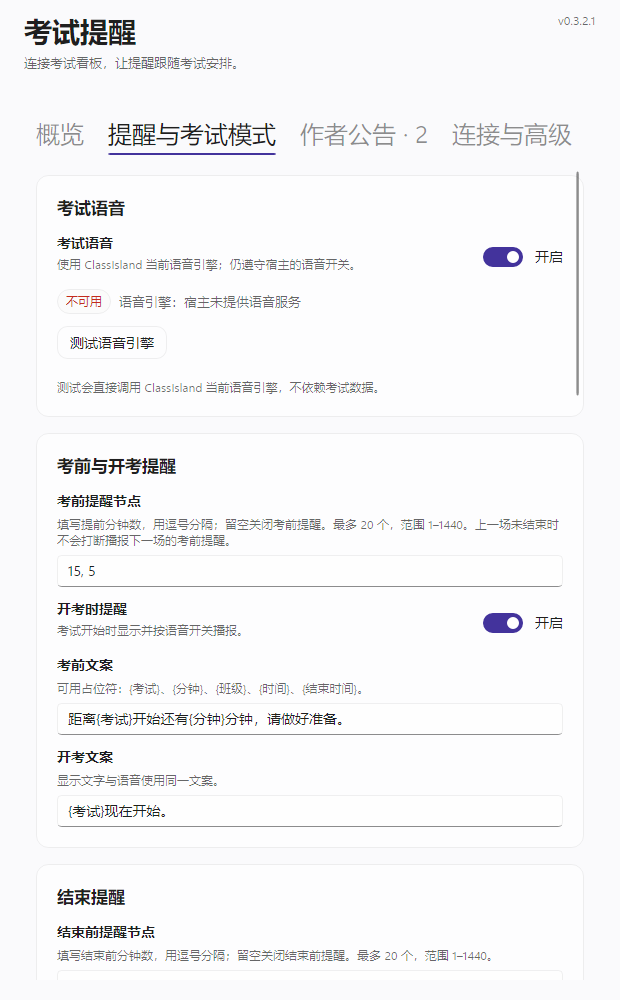 考试提醒
v0.3.2.1
连接考试看板，让提醒跟随考试安排。
概览 提醒与考试模式 作者公告 · 2 连接与高级
考试语音
考试语音
使用 ClassIsland 当前语音引擎；仍遵守宿主的语音开关。
开启
不可用 语音引擎：宿主未提供语音服务
测试语音引擎
测试会直接调用 ClassIsland 当前语音引擎，不依赖考试数据。
考前与开考提醒
考前提醒节点
填写提前分钟数，用逗号分隔；留空关闭考前提醒。最多 20 个，范围 1–1440。上一场未结束时
不会打断播报下一场的考前提醒。
15, 5
开考时提醒
考试开始时显示并按语音开关播报。
开启
考前文案
可用占位符：{考试}、{分钟}、{班级}、{时间}、{结束时间}。
距离{考试}开始还有{分钟}分钟，请做好准备。
开考文案
显示文字与语音使用同一文案。
{考试}现在开始。
结束提醒
结束前提醒节点
填写结束前分钟数，用逗号分隔；留空关闭结束前提醒。最多 20 个，范围 1–1440。